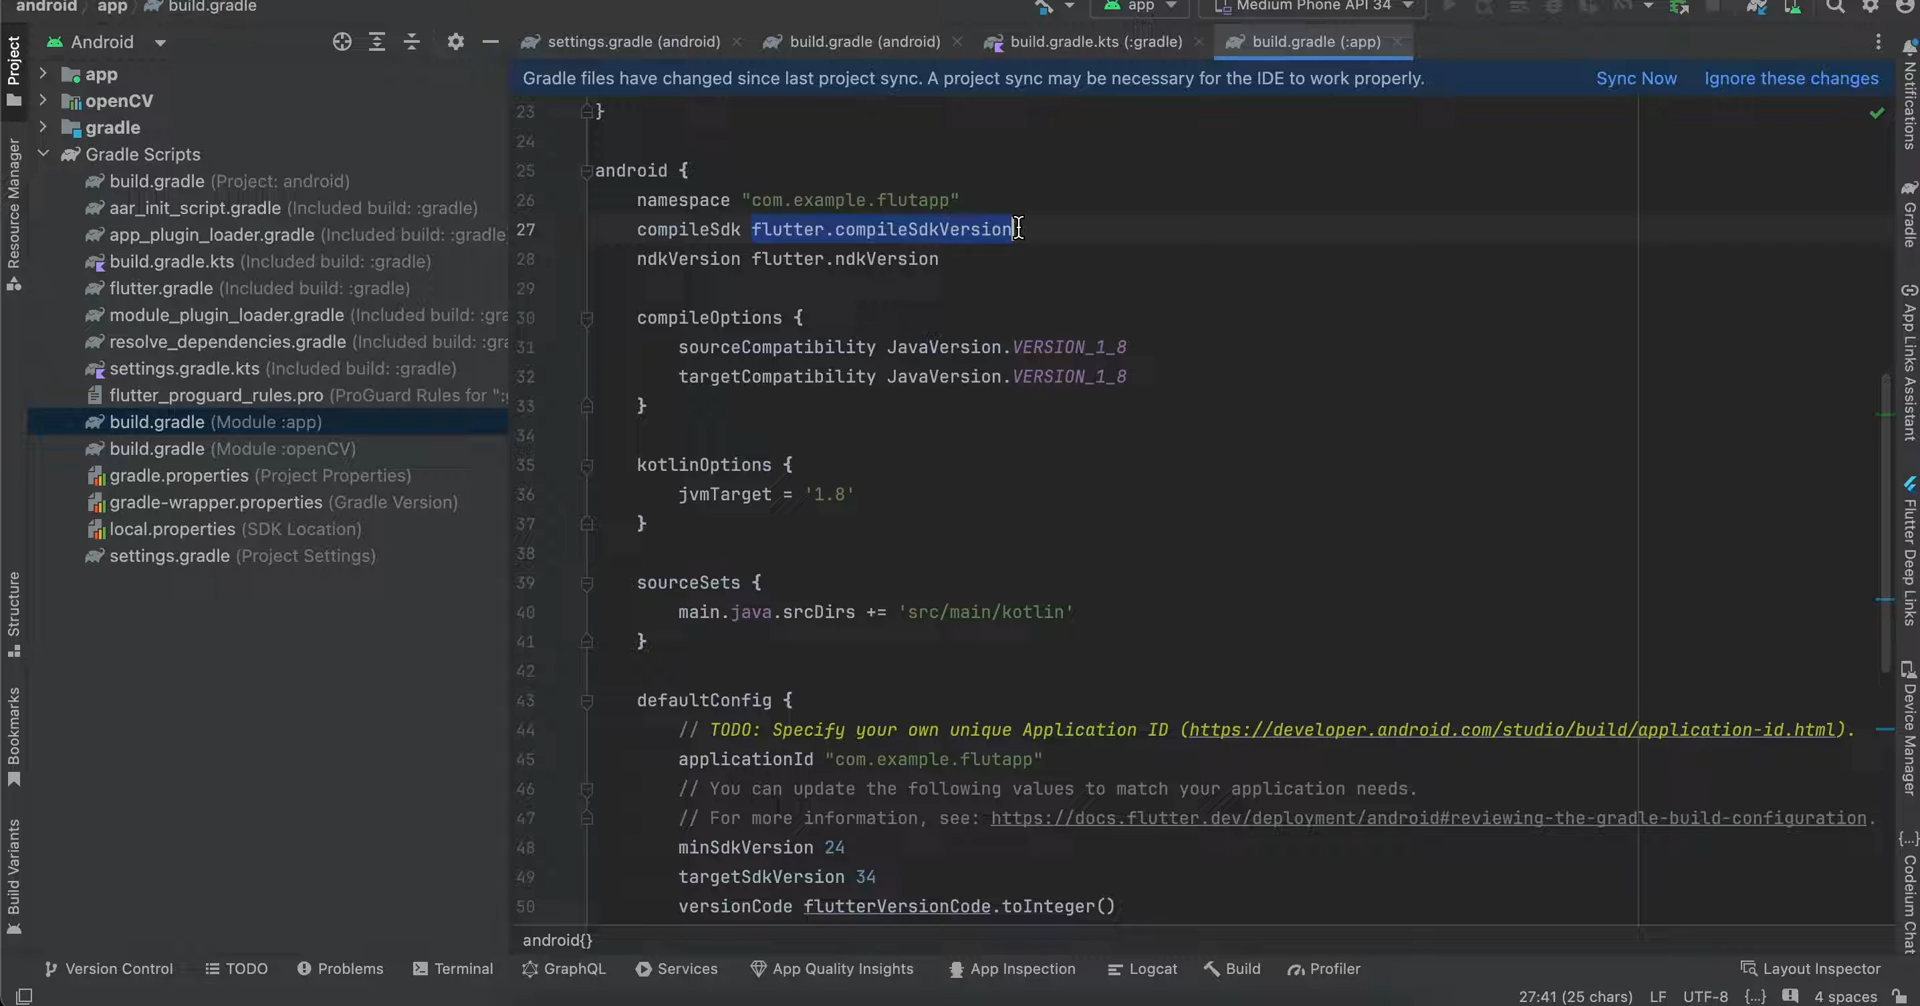 android app build.gradle
app Medium Phone API 34
Project
Resource Manager
Structure
Bookmarks
Build Variants
Android
app
openCV
gradle
Gradle Scripts
build.gradle (Project: android)
aar_init_script.gradle (Included build: :gradle)
app_plugin_loader.gradle (Included build: :gradle
build.gradle.kts (Included build: :gradle)
flutter.gradle (Included build: :gradle)
module_plugin_loader.gradle (Included build: :gra
resolve_dependencies.gradle (Included build: :gra
settings.gradle.kts (Included build: :gradle)
flutter_proguard_rules.pro (ProGuard Rules for ":
build.gradle (Module :app)
build.gradle (Module :openCV)
gradle.properties (Project Properties)
gradle-wrapper.properties (Gradle Version)
local.properties (SDK Location)
settings.gradle (Project Settings)
settings.gradle (android) build.gradle (android) build.gradle.kts (:gradle) build.gradle (:app)
Gradle files have changed since last project sync. A project sync may be necessary for the IDE to work properly. Sync Now Ignore these changes
23 }
24
25 android {
26 namespace "com.example.flutapp"
27 compileSdk flutter.compileSdkVersion
28 ndkVersion flutter.ndkVersion
29
30 compileOptions {
31 sourceCompatibility JavaVersion.VERSION_1_8
32 targetCompatibility JavaVersion.VERSION_1_8
33 }
34
35 kotlinOptions {
36 jvmTarget = '1.8'
37 }
38
39 sourceSets {
40 main.java.srcDirs += 'src/main/kotlin'
41 }
42
43 defaultConfig {
44 // TODO: Specify your own unique Application ID (https://developer.android.com/studio/build/application-id.html).
45 applicationId "com.example.flutapp"
46 // You can update the following values to match your application needs.
47 // For more information, see: https://docs.flutter.dev/deployment/android#reviewing-the-gradle-build-configuration.
48 minSdkVersion 24
49 targetSdkVersion 34
50 versionCode flutterVersionCode.toInteger()
android{}
Notifications
Gradle
App Links Assistant
Flutter Deep Links
Device Manager
{...}
Codeium Chat
Version Control TODO Problems Terminal GraphQL Services App Quality Insights App Inspection Logcat Build Profiler Layout Inspector
27:41 (25 chars) LF UTF-8 {...} 4 spaces